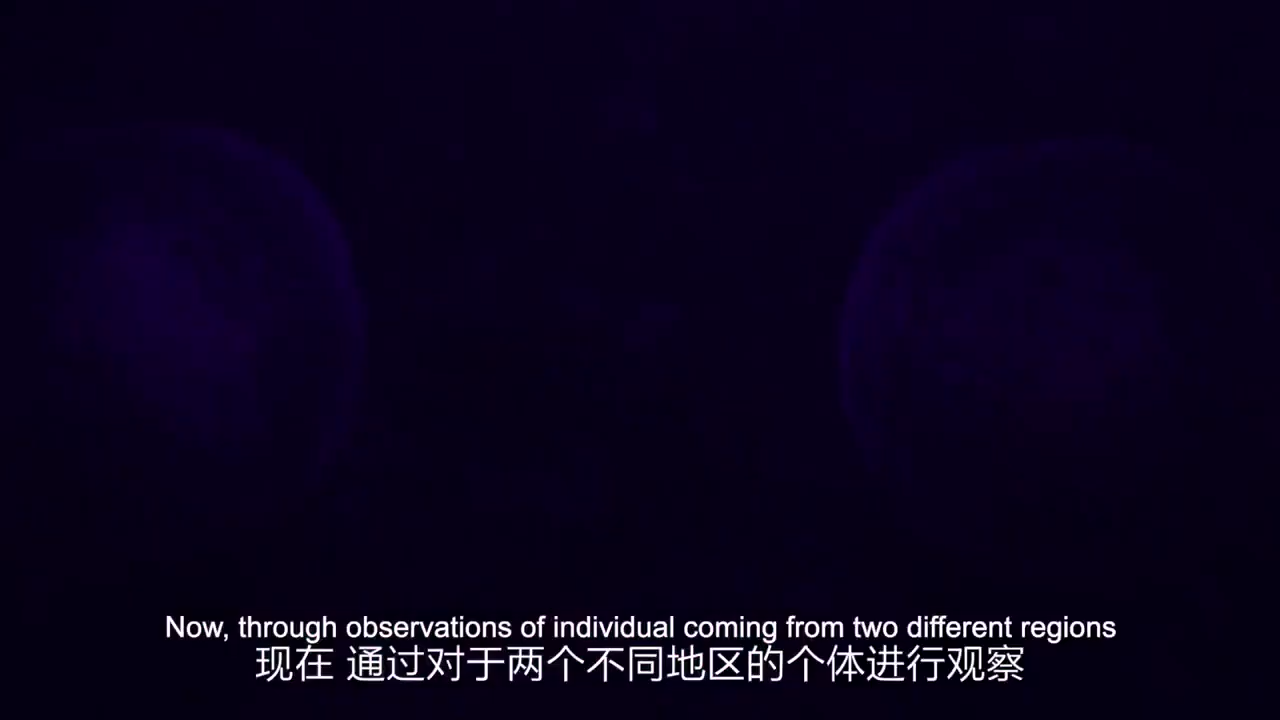 Now, through observations of individual coming from two different regions
现在 通过对于两个不同地区的个体进行观察